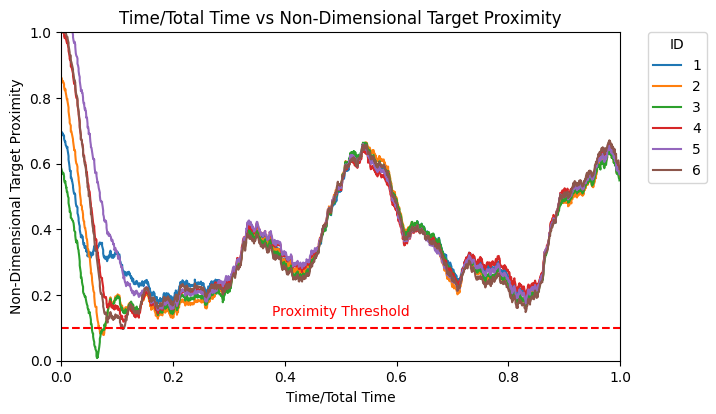 Time/Total Time vs Non-Dimensional Target Proximity
Non-Dimensional Target Proximity
1.0
0.8
0.6
0.4
0.2
0.0
Proximity Threshold
0.0 0.2 0.4 0.6 0.8 1.0
Time/Total Time
ID
1
2
3
4
5
6